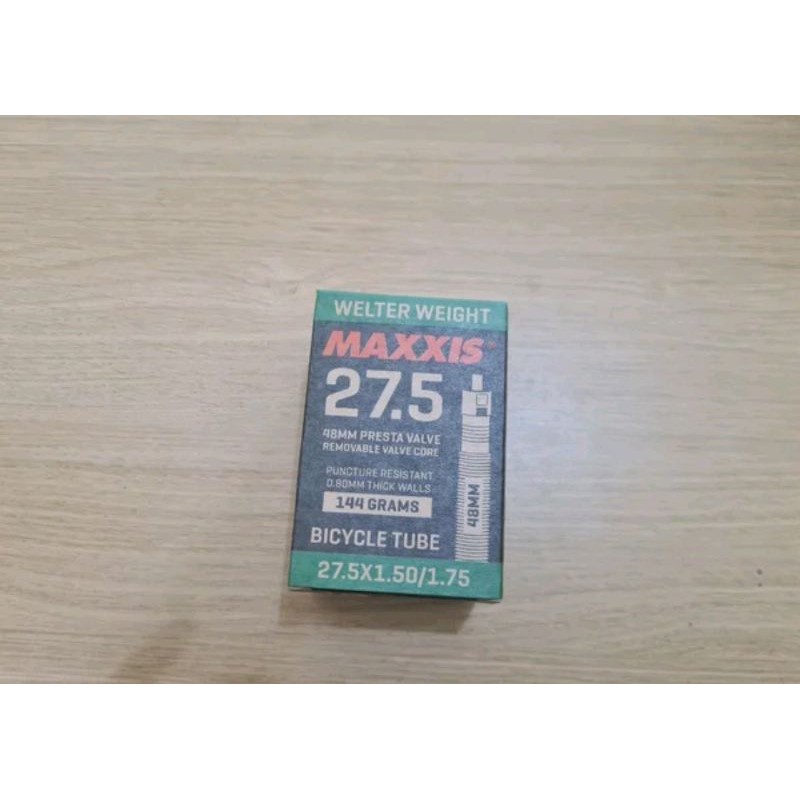 WELTER WEIGHT
MAXXIS
27.5
48MM PRESTA VALVE
REMOVABLE VALVE CORE
PUNCTURE RESISTANT
0.80MM THICK WALLS
144 GRAMS
48MM
BICYCLE TUBE
27.5X1.50/1.75